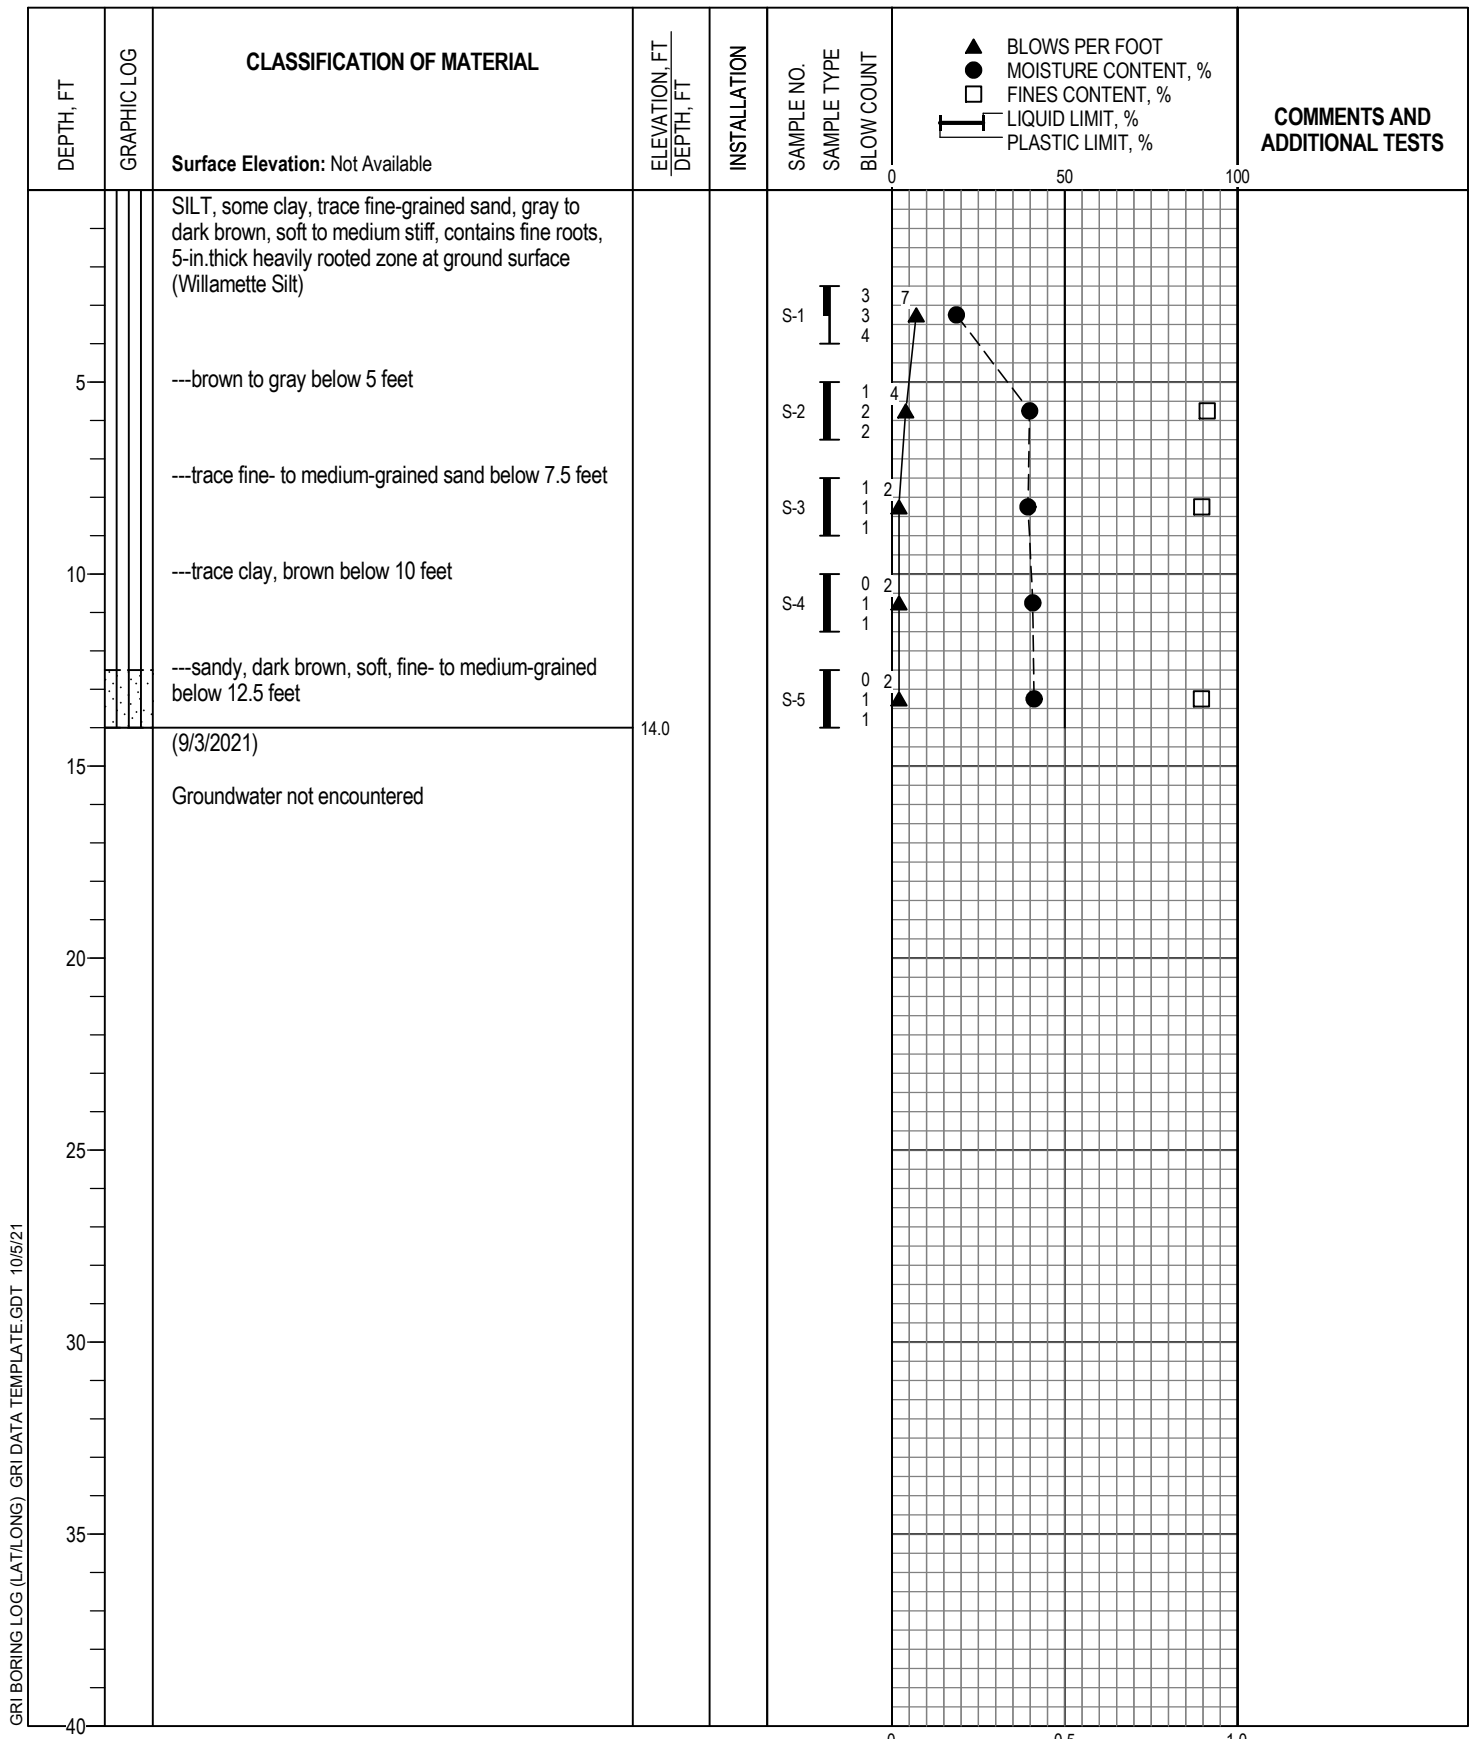 DEPTH, FT
GRAPHIC LOG
CLASSIFICATION OF MATERIAL
Surface Elevation: Not Available
ELEVATION, FT
DEPTH, FT
INSTALLATION
SAMPLE NO.
SAMPLE TYPE
BLOW COUNT
BLOWS PER FOOT
MOISTURE CONTENT, %
FINES CONTENT, %
LIQUID LIMIT, %
PLASTIC LIMIT, %
0 50 100
COMMENTS AND
ADDITIONAL TESTS
SILT, some clay, trace fine-grained sand, gray to
dark brown, soft to medium stiff, contains fine roots,
5-in.thick heavily rooted zone at ground surface
(Willamette Silt)
S-1
3
3
4
7
5
---brown to gray below 5 feet
S-2
1
2
2
4
---trace fine- to medium-grained sand below 7.5 feet
S-3
1
1
1
2
10
---trace clay, brown below 10 feet
S-4
0
1
1
2
---sandy, dark brown, soft, fine- to medium-grained
below 12.5 feet
S-5
0
1
1
2
14.0
(9/3/2021)
15
Groundwater not encountered
20
25
30
35
40
0 0.5 1.0
GRI BORING LOG (LAT/LONG) GRI DATA TEMPLATE.GDT 10/5/21